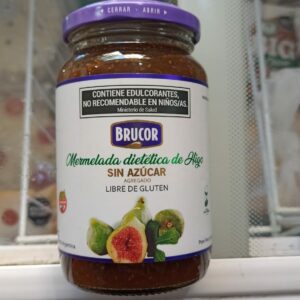 CERRAR - ABRIR
CONTIENE EDULCORANTES,
NO RECOMENDABLE EN NIÑOS/AS.
Ministerio de Salud
BRUCOR
Mermelada dietética de Higo
SIN AZÚCAR
AGREGADO
LIBRE DE GLUTEN